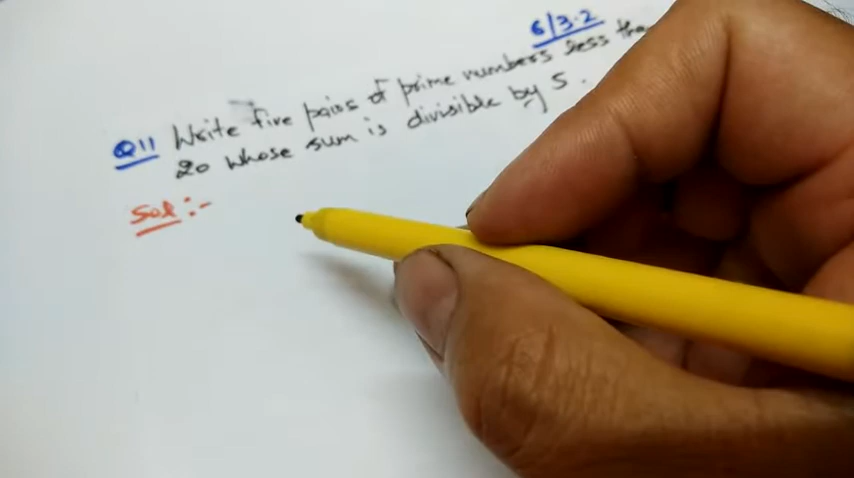 6/3.2
Q11 Write five pairs of prime numbers less
20 whose sum is divisible by 5.
Sol :-